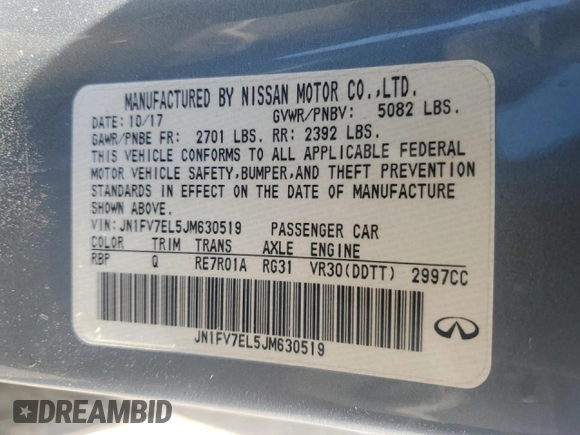 MANUFACTURED BY NISSAN MOTOR CO.,LTD.
DATE: 10/17 GVWR/PNBV: 5082 LBS.
GAWR/PNBE FR: 2701 LBS. RR: 2392 LBS.
THIS VEHICLE CONFORMS TO ALL APPLICABLE FEDERAL
MOTOR VEHICLE SAFETY,BUMPER,AND THEFT PREVENTION
STANDARDS IN EFFECT ON THE DATE OF MANUFACTURE
SHOWN ABOVE.
VIN: JN1FV7EL5JM630519 PASSENGER CAR
COLOR TRIM TRANS AXLE ENGINE
RBP Q RE7R01A RG31 VR30(DDTT) 2997CC
JN1FV7EL5JM630519
DREAMBID